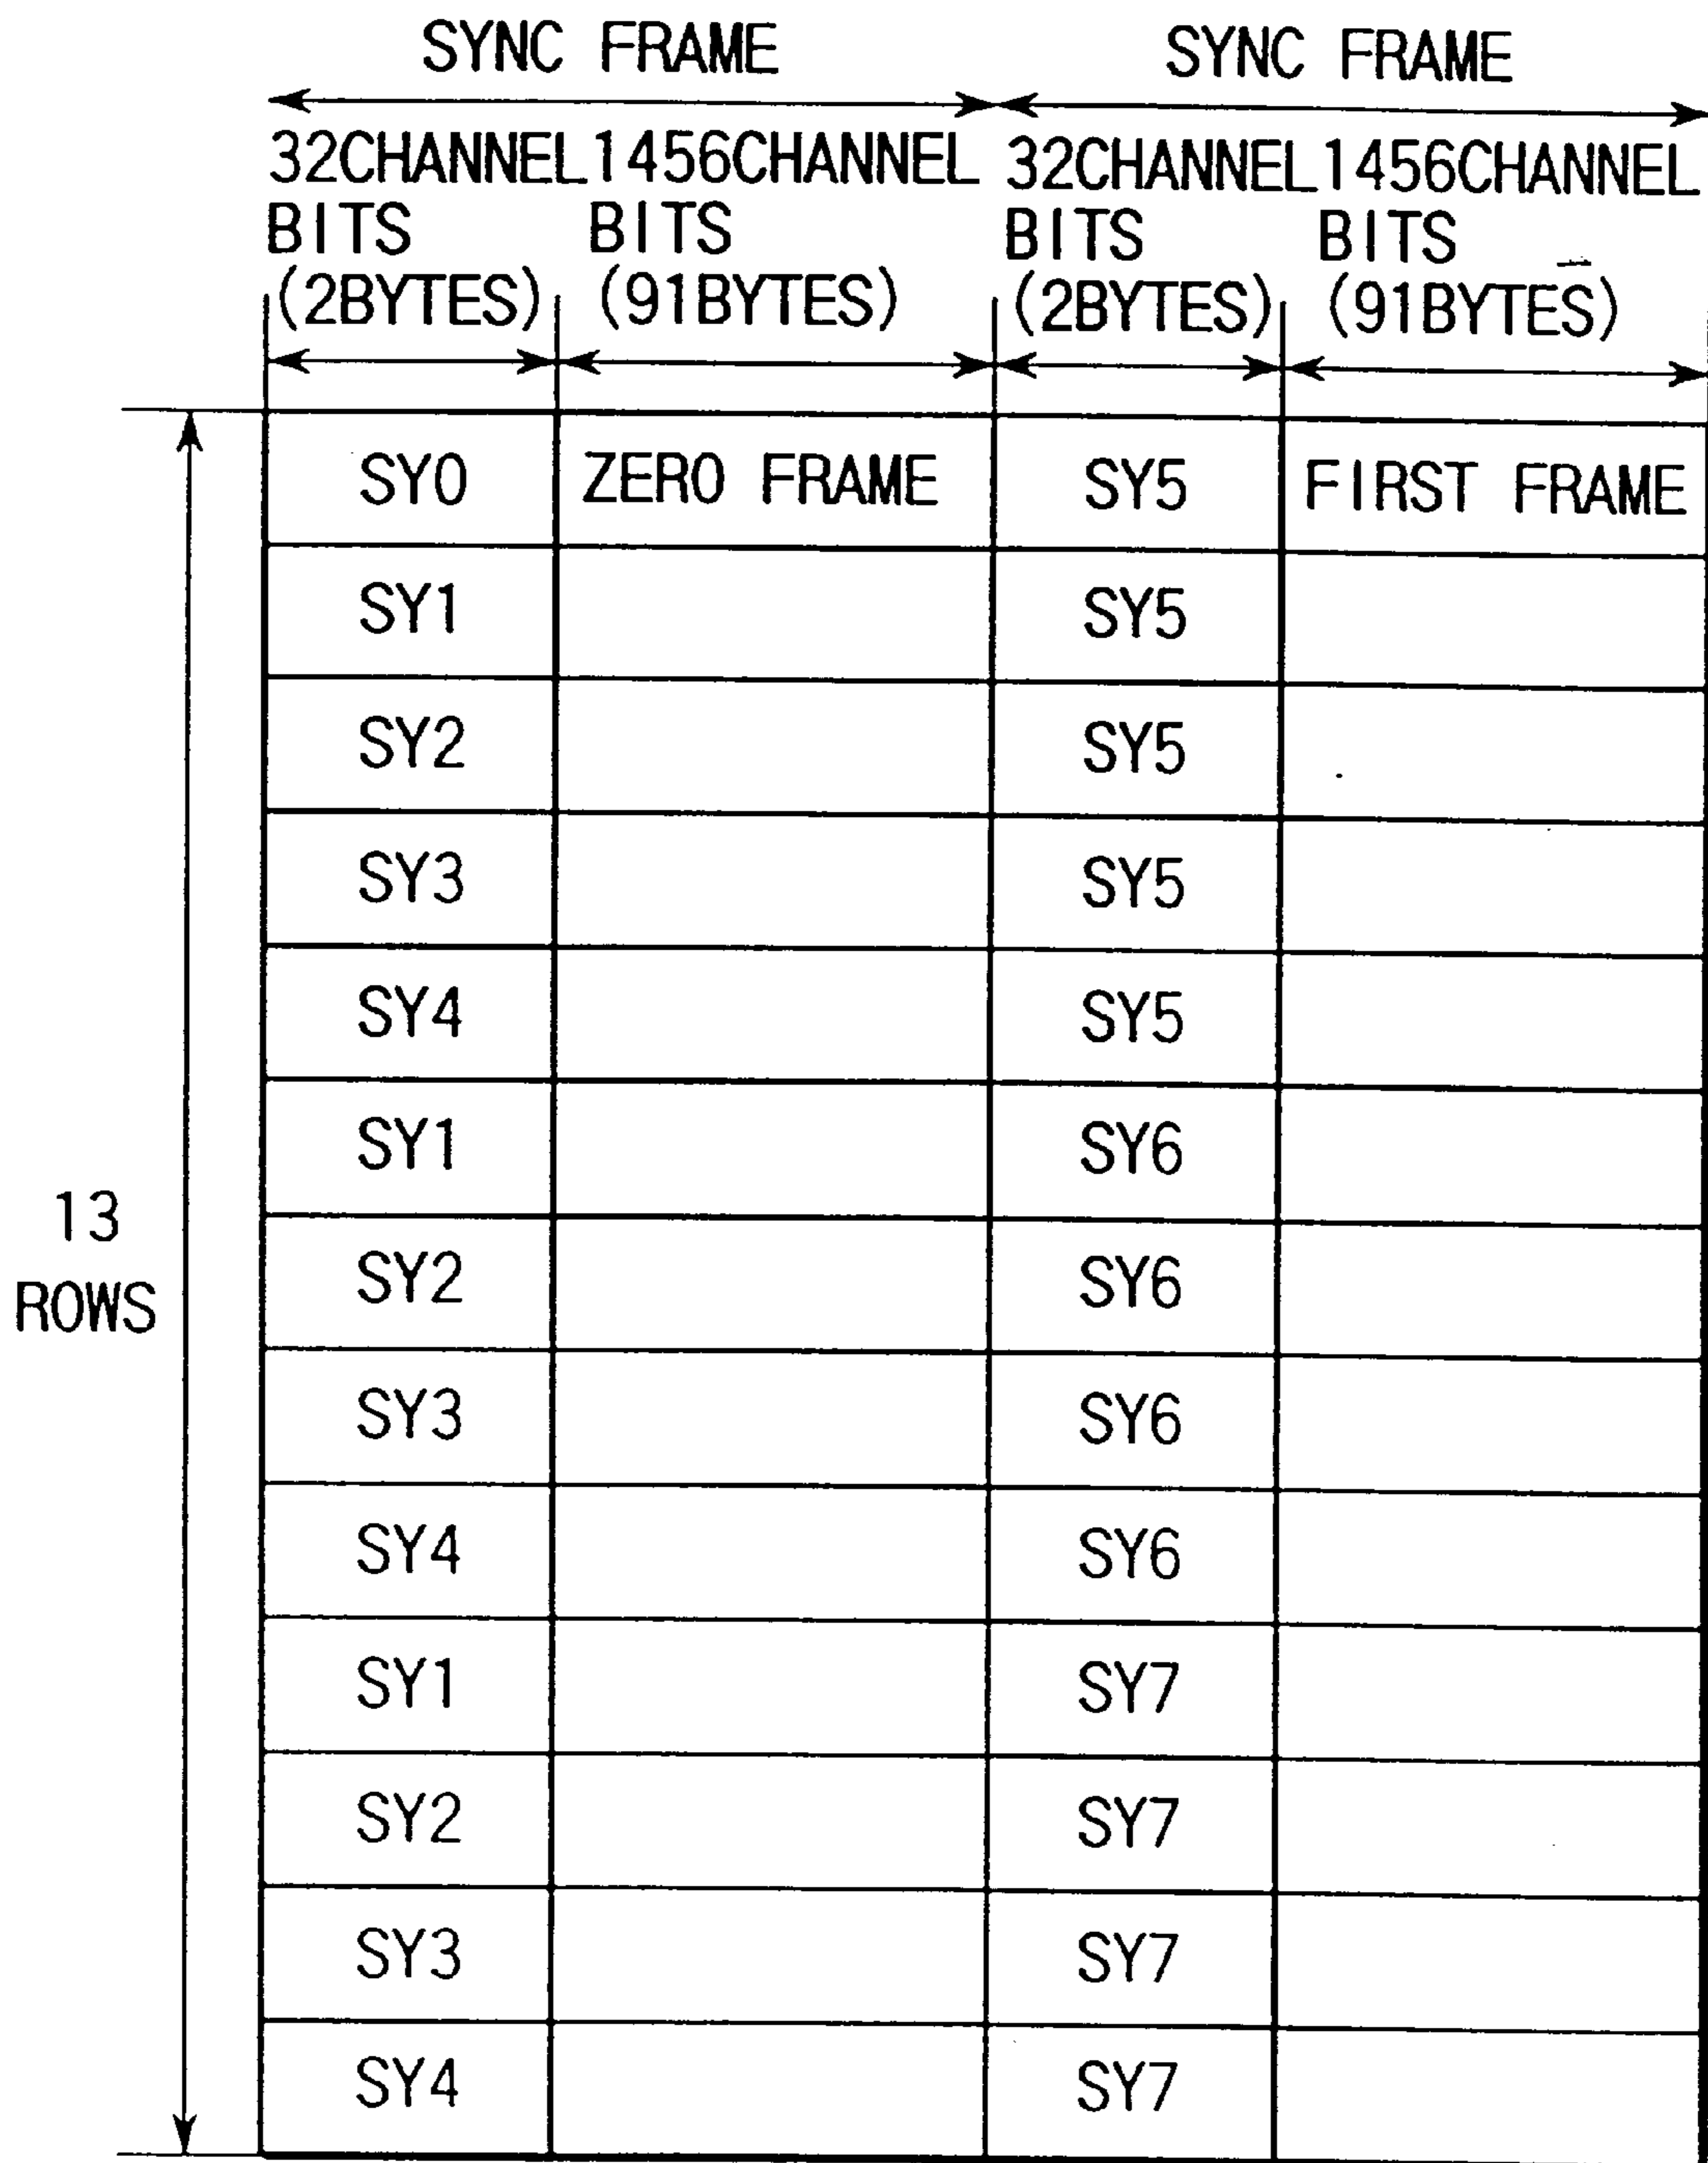 SYNC FRAME SYNC FRAME
32CHANNEL 1456CHANNEL 32CHANNEL 1456CHANNEL
BITS BITS BITS BITS
(2BYTES) (91BYTES) (2BYTES) (91BYTES)
SY0 ZERO FRAME SY5 FIRST FRAME
SY1 SY5
SY2 SY5
SY3 SY5
SY4 SY5
SY1 SY6
13
ROWS
SY2 SY6
SY3 SY6
SY4 SY6
SY1 SY7
SY2 SY7
SY3 SY7
SY4 SY7